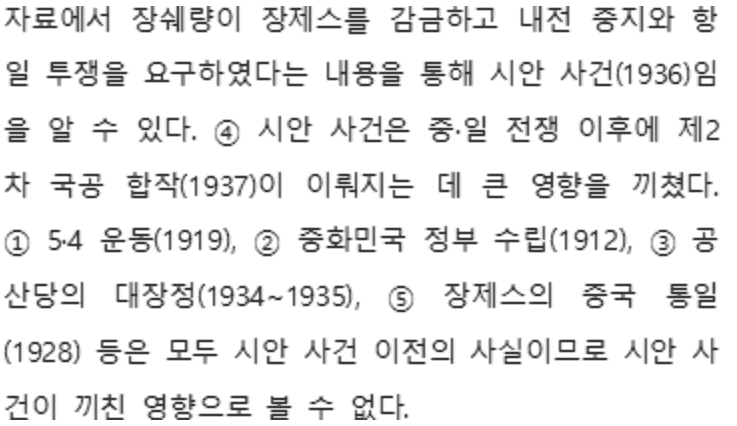 자료에서 장쉐량이 장제스를 감금하고 내전 중지와 항
일 투쟁을 요구하였다는 내용을 통해 시안 사건(1936)임
을 알 수 있다. ④ 시안 사건은 중·일 전쟁 이후에 제2
차 국공 합작(1937)이 이뤄지는 데 큰 영향을 끼쳤다.
① 5·4 운동(1919), ② 중화민국 정부 수립(1912), ③ 공
산당의 대장정(1934~1935), ⑤ 장제스의 중국 통일
(1928) 등은 모두 시안 사건 이전의 사실이므로 시안 사
건이 끼친 영향으로 볼 수 없다.